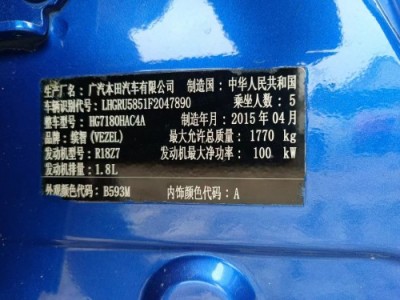 生产厂名：广汽本田汽车有限公司 制造国：中华人民共和国
车辆识别代号：LHGRU5851F2047890 乘坐人数：5
整车型号：HG7180HAC4A 制造年月：2015年04月
品牌：缤智(VEZEL) 最大允许总质量：1770 kg
发动机型号：R18Z7 发动机最大净功率：100 kW
发动机排量：1.8L
外观颜色代码：B593M 内饰颜色代码：A